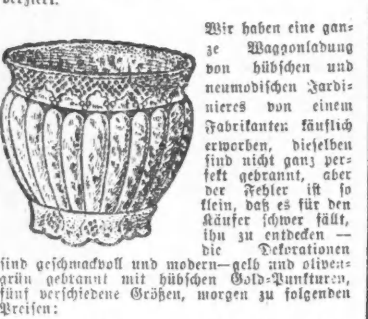 verziert.
Wir haben eine gan-
ze Waggonladung
von hübschen und
neumodischen Jardi-
nieres von einem
Fabrikanten käuflich
erworben, dieselben
sind nicht ganz per-
fekt gebrannt, aber
der Fehler ist so
klein, daß es für den
Käufer schwer fällt,
ihn zu entdecken —
die Dekorationen
sind geschmackvoll und modern—gelb und oliven-
grün gebrannt mit hübschen Gold-Punkturen,
fünf verschiedene Größen, morgen zu folgenden
Preisen: